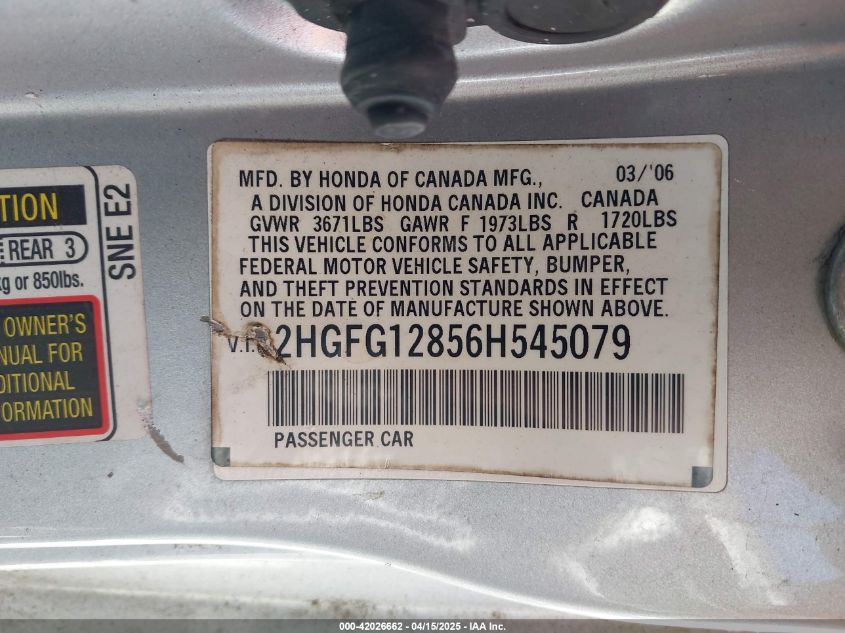 TION
REAR 3
kg or 850lbs.
OWNER'S
NUAL FOR
DITIONAL
FORMATION
SNE E2
MFD. BY HONDA OF CANADA MFG., 03/'06
A DIVISION OF HONDA CANADA INC. CANADA
GVWR 3671LBS GAWR F 1973LBS R 1720LBS
THIS VEHICLE CONFORMS TO ALL APPLICABLE
FEDERAL MOTOR VEHICLE SAFETY, BUMPER,
AND THEFT PREVENTION STANDARDS IN EFFECT
ON THE DATE OF MANUFACTURE SHOWN ABOVE.
V.I. 2HGFG12856H545079
PASSENGER CAR
000-42026662 - 04/15/2025 - IAA Inc.